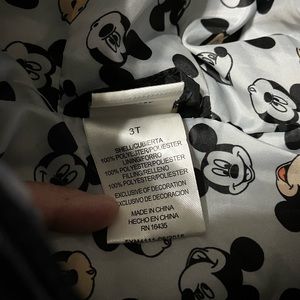 3T
SHELL/CUBIERTA
100% POLYESTER/POLIESTER
LINING/FORRO
100% POLYESTER/POLIESTER
FILLING/RELLENO
100% POLYESTER/POLIESTER
EXCLUSIVE OF DECORATION
EXCLUSIVO DE DECORACION
MADE IN CHINA
HECHO EN CHINA
RN 16435